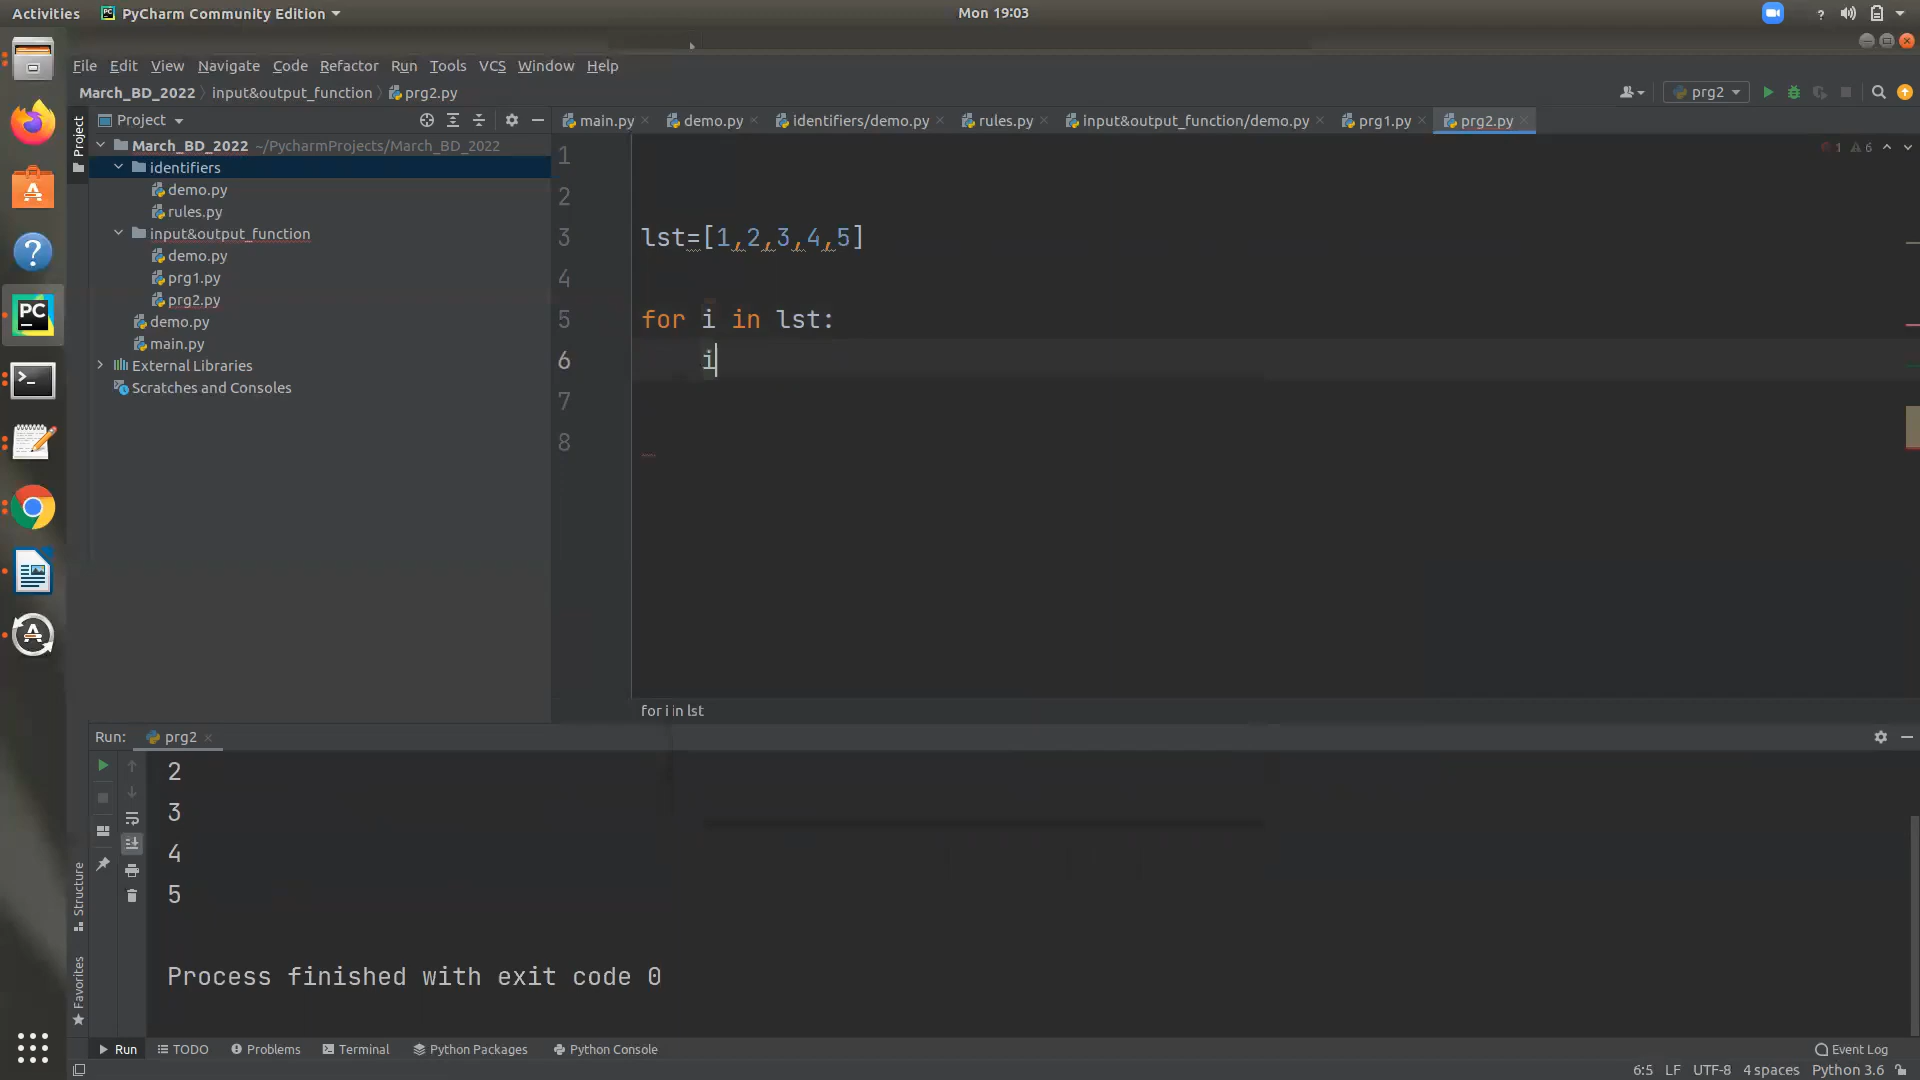 Activities PyCharm Community Edition Mon 19:03
File Edit View Navigate Code Refactor Run Tools VCS Window Help
March_BD_2022 input&output_function prg2.py prg2
Project
main.py demo.py identifiers/demo.py rules.py input&output_function/demo.py prg1.py prg2.py
Project
March_BD_2022 ~/PycharmProjects/March_BD_2022
identifiers
demo.py
rules.py
input&output_function
demo.py
prg1.py
prg2.py
demo.py
main.py
External Libraries
Scratches and Consoles
1 6
1
2
3 lst=[1,2,3,4,5]
4
5 for i in lst:
6 i
7
8
for i in lst
Run: prg2
2
3
4
5
Process finished with exit code 0
Structure
Favorites
Run TODO Problems Terminal Python Packages Python Console Event Log
6:5 LF UTF-8 4 spaces Python 3.6